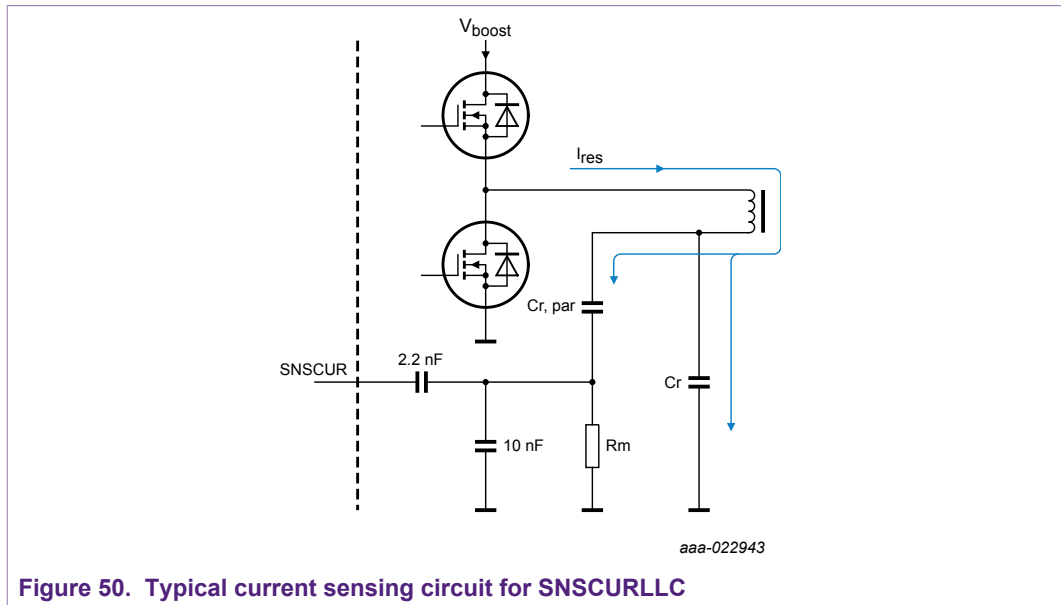 Vboost
Ires
Cr, par
2.2 nF
SNSCUR
Cr
10 nF
Rm
aaa-022943
Figure 50. Typical current sensing circuit for SNSCURLLC